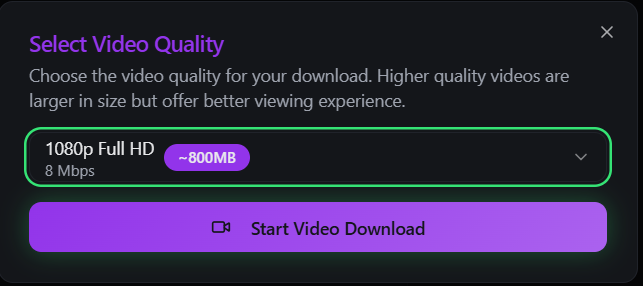 Select Video Quality
Choose the video quality for your download. Higher quality videos are
larger in size but offer better viewing experience.
1080p Full HD ~800MB
8 Mbps
Start Video Download